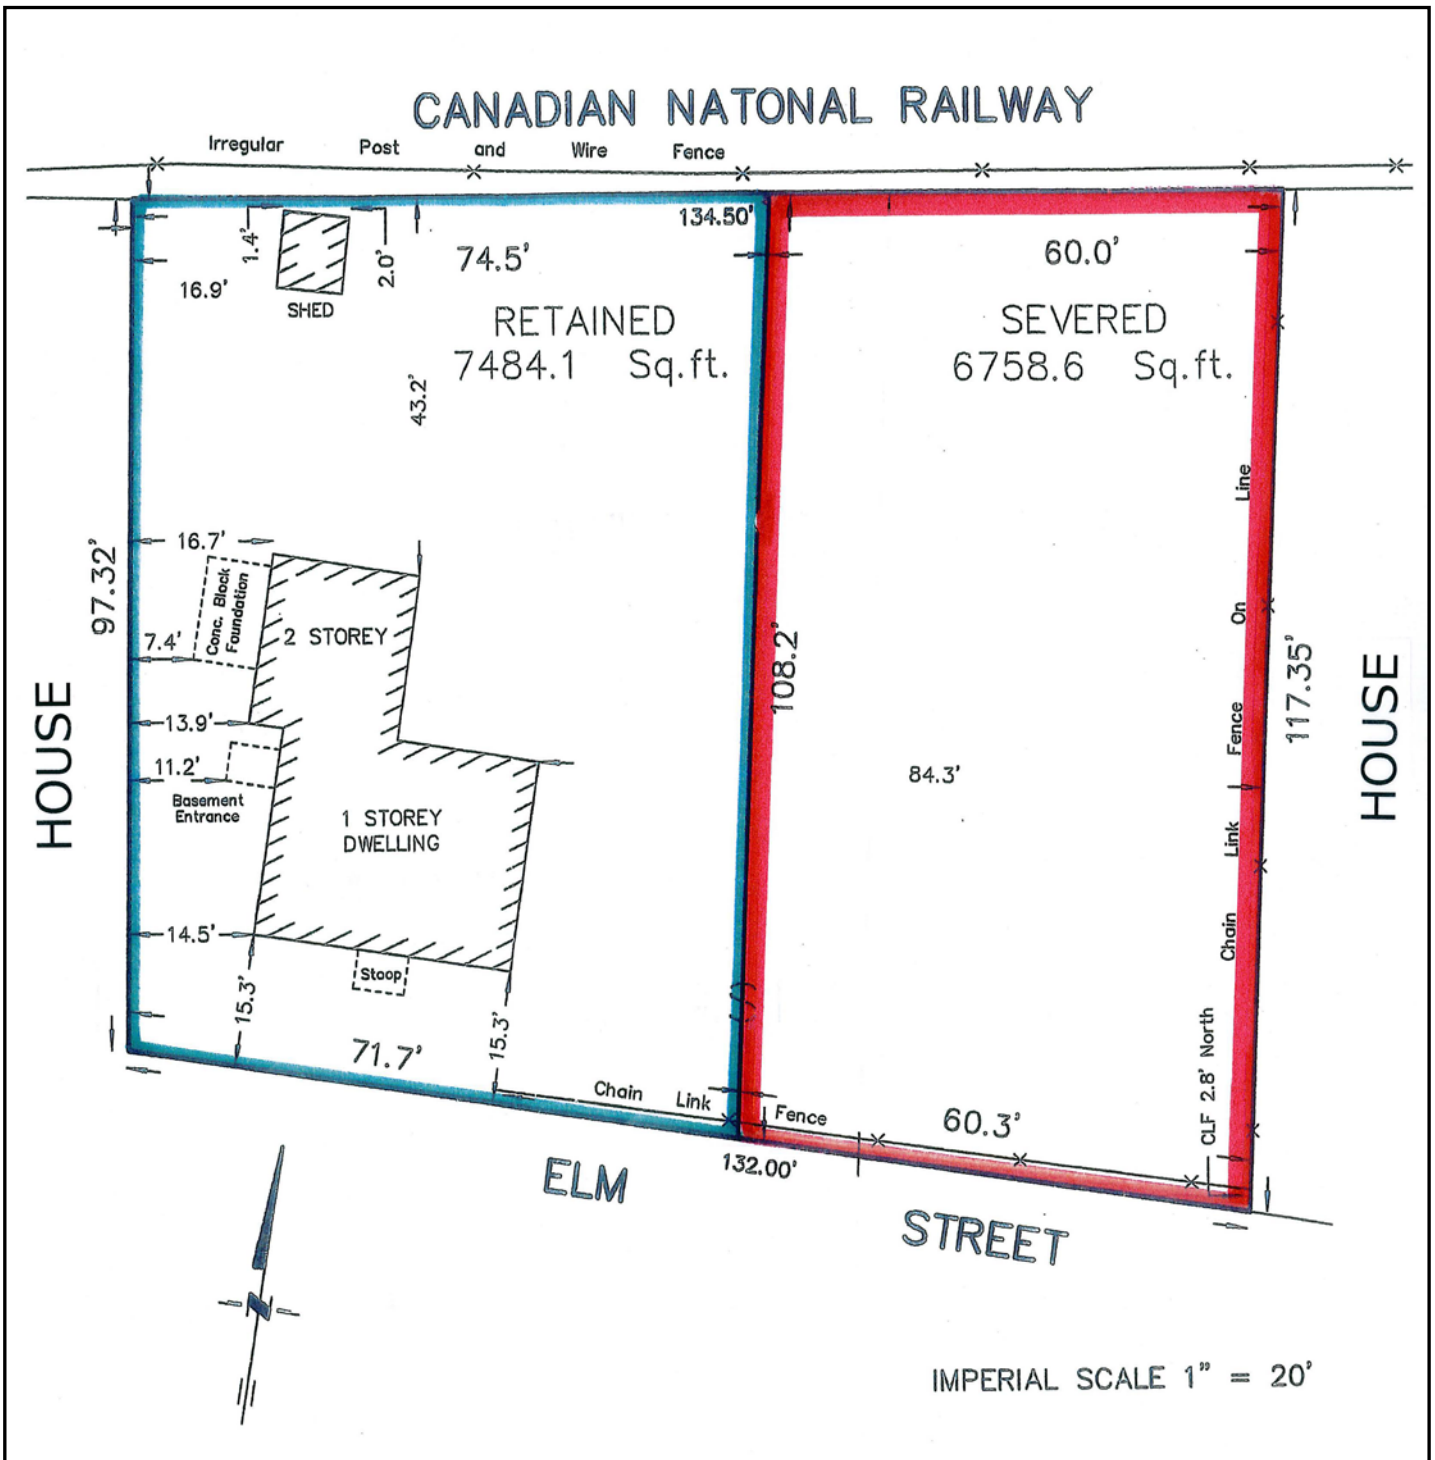 CANADIAN NATONAL RAILWAY
Irregular Post and Wire Fence
134.50'
1.4'
2.0'
74.5'
60.0'
16.9'
SHED
RETAINED
7484.1 Sq.ft.
SEVERED
6758.6 Sq.ft.
43.2'
Chain Link Fence On Line
97.32'
16.7'
Conc. Block
Foundation
2 STOREY
7.4'
108.2'
117.35'
HOUSE
HOUSE
13.9'
11.2'
Basement
Entrance
84.3'
1 STOREY
DWELLING
14.5'
Stoop
15.3'
15.3'
71.7'
CLF 2.8' North
Chain Link Fence
60.3'
132.00'
ELM STREET
IMPERIAL SCALE 1" = 20'